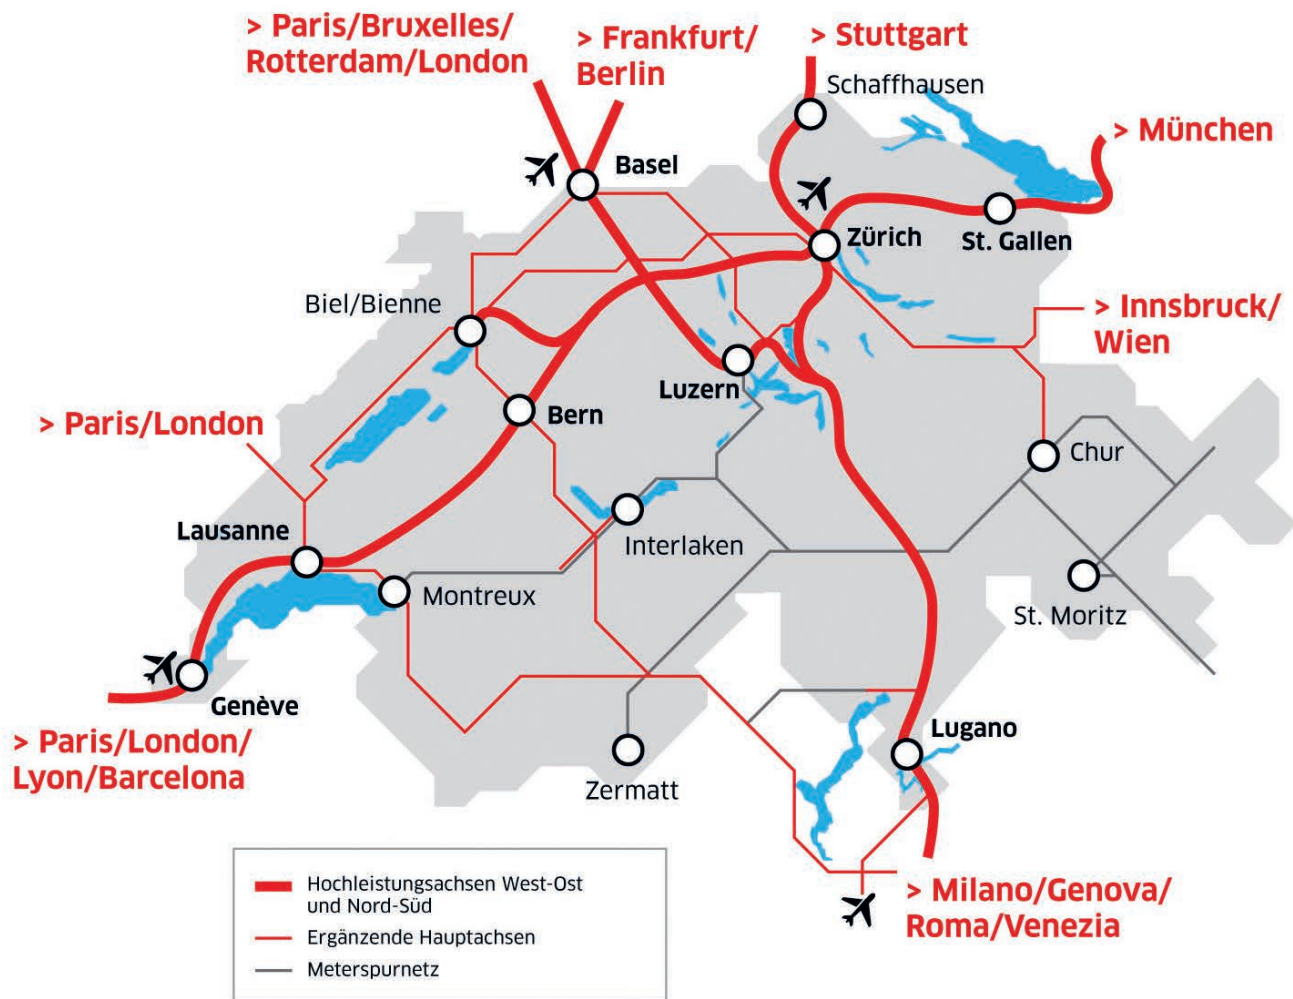 > Paris/Bruxelles/
Rotterdam/London
> Frankfurt/
Berlin
> Stuttgart
Schaffhausen
> München
Basel
Zürich
St. Gallen
Biel/Bienne
> Innsbruck/
Wien
Luzern
> Paris/London
Bern
Chur
Lausanne
Interlaken
Montreux
St. Moritz
Genève
> Paris/London/
Lyon/Barcelona
Lugano
Zermatt
Hochleistungsachsen West-Ost
und Nord-Süd
Ergänzende Hauptachsen
Meterspurnetz
> Milano/Genova/
Roma/Venezia